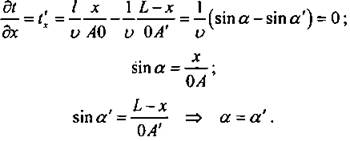 ∂t/∂x = t′ₓ = l/υ x/A0 − 1/υ (L − x)/0A′ = 1/υ (sin α − sin α′) = 0 ;
sin α = x/0A ;
sin α′ = (L − x)/0A′ ⇒ α = α′ .